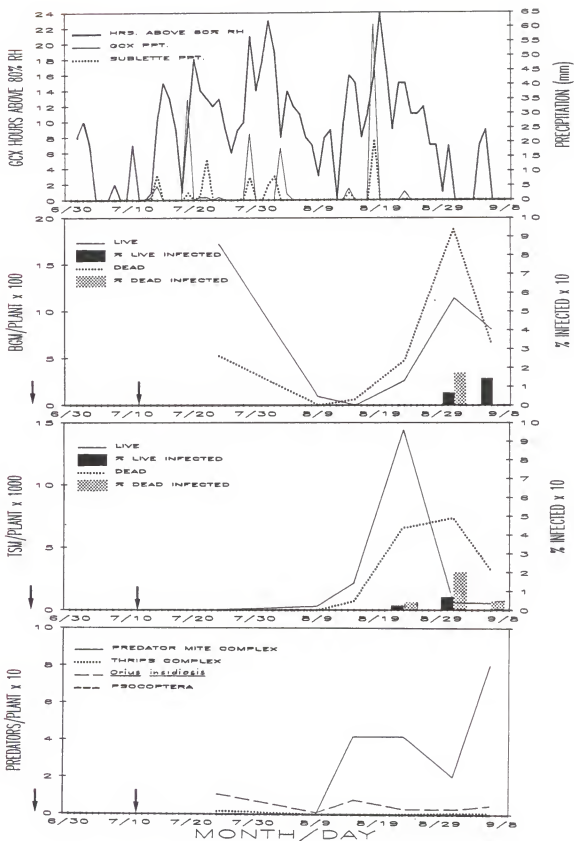 GCX HOURS ABOVE 80% RH
24
22
20
18
16
14
12
10
8
6
4
2
0
HRS. ABOVE 80% RH
GCX PPT.
SUBLETTE PPT.
65
60
55
50
45
40
35
30
25
20
15
10
5
0
PRECIPITATION (mm)
6/30 7/10 7/20 7/30 8/9 8/19 8/29 9/8
BGM/PLANT x 100
20
15
10
5
0
LIVE
% LIVE INFECTED
DEAD
% DEAD INFECTED
10
9
8
7
6
5
4
3
2
1
0
% INFECTED x 10
6/30 7/10 7/20 7/30 8/9 8/19 8/29 9/8
TSM/PLANT x 1000
15
10
5
0
LIVE
% LIVE INFECTED
DEAD
% DEAD INFECTED
10
9
8
7
6
5
4
3
2
1
0
% INFECTED x 10
6/30 7/10 7/20 7/30 8/9 8/19 8/29 9/8
PREDATORS/PLANT x 10
10
8
6
4
2
0
PREDATOR MITE COMPLEX
THRIPS COMPLEX
Orius insidiosis
PSOCOPTERA
6/30 7/10 7/20 7/30 8/9 8/19 8/29 9/8
MONTH/DAY